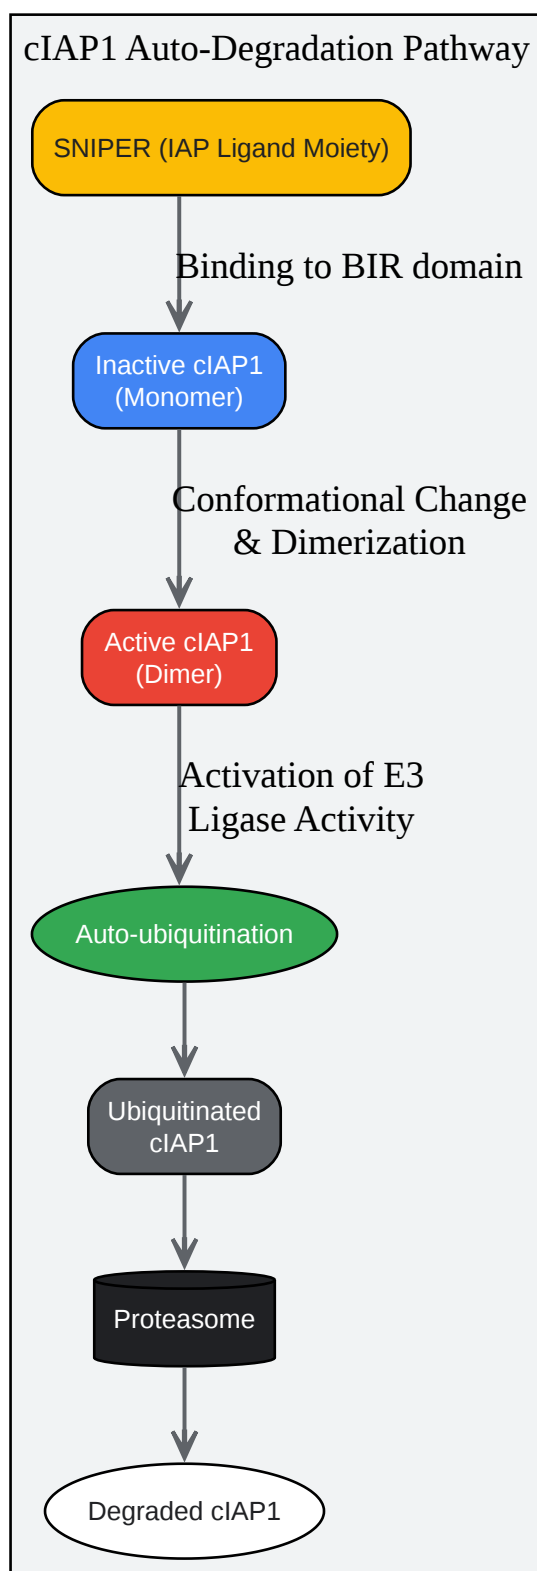 cIAP1 Auto-Degradation Pathway
SNIPER (IAP Ligand Moiety)
Binding to BIR domain
Inactive cIAP1
(Monomer)
Conformational Change
& Dimerization
Active cIAP1
(Dimer)
Activation of E3
Ligase Activity
Auto-ubiquitination
Ubiquitinated
cIAP1
Proteasome
Degraded cIAP1